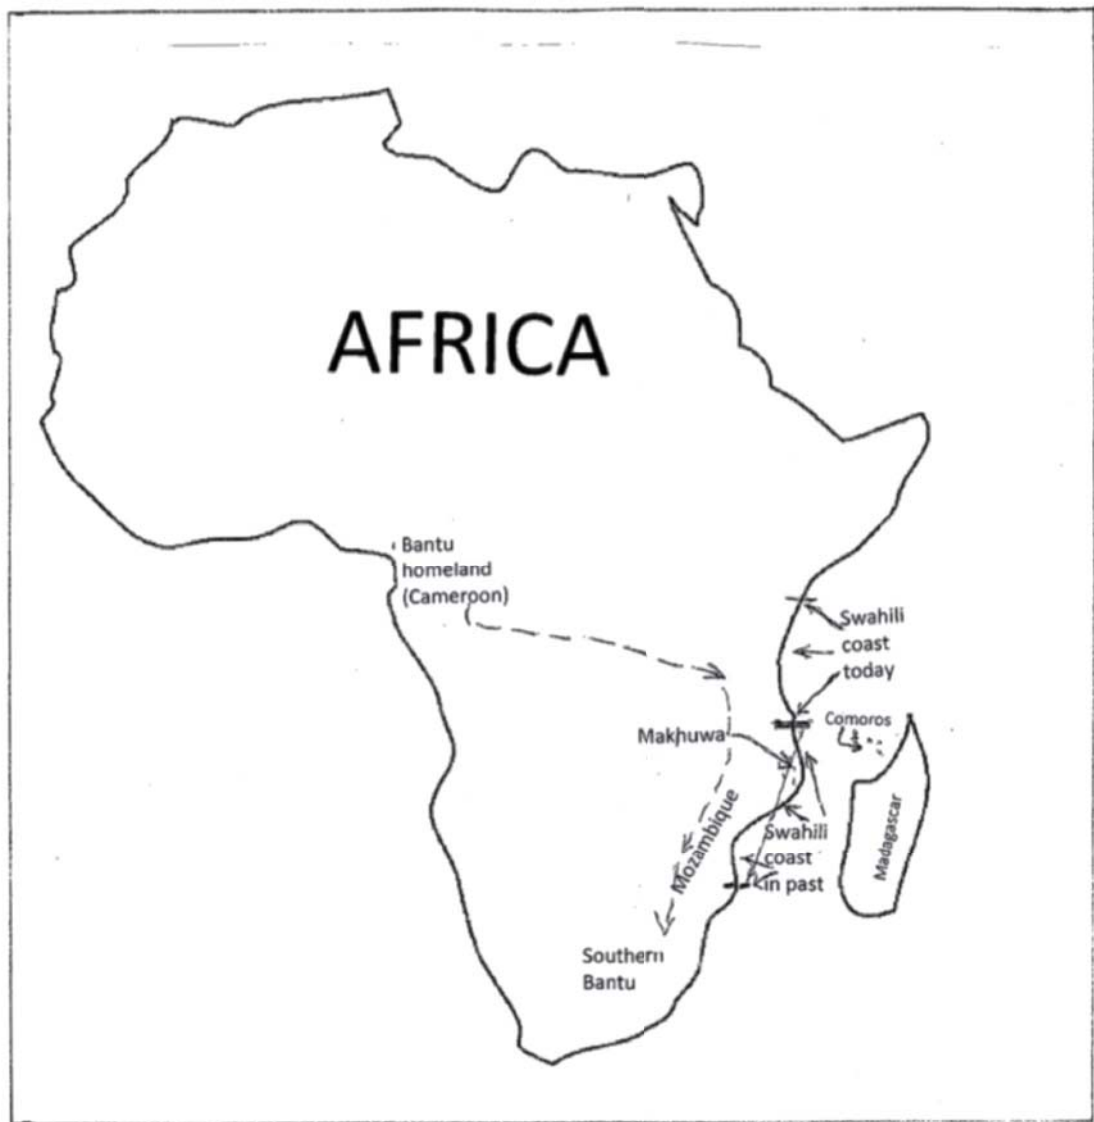 AFRICA
Bantu
homeland
(Cameroon)
Swahili
coast
today
Comoros
Makhuwa
Madagascar
Mozambique
Swahili
coast
in past
Southern
Bantu